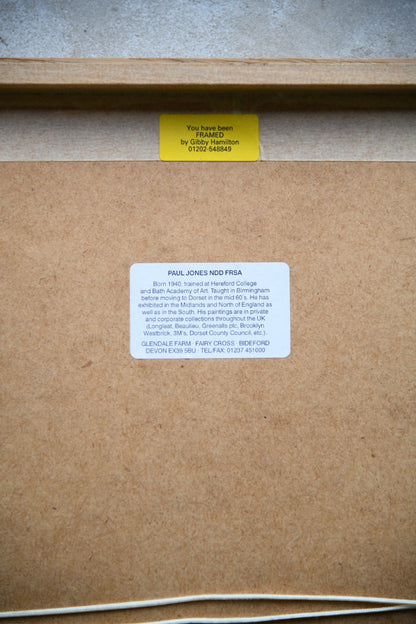 You have been
FRAMED
by Gibby Hamilton
01202-548849
PAUL JONES NDD FRSA
Born 1940, trained at Hereford College
and Bath Academy of Art. Taught in Birmingham
before moving to Dorset in the mid 60's. He has
exhibited in the Midlands and North of England as
well as in the South. His paintings are in private
and corporate collections throughout the UK
(Longleat, Beaulieu, Greenalls plc, Brooklyn
Westbrick, 3M's, Dorset County Council, etc.).
GLENDALE FARM · FAIRY CROSS · BIDEFORD
DEVON EX39 5BU · TEL/FAX: 01237 451600